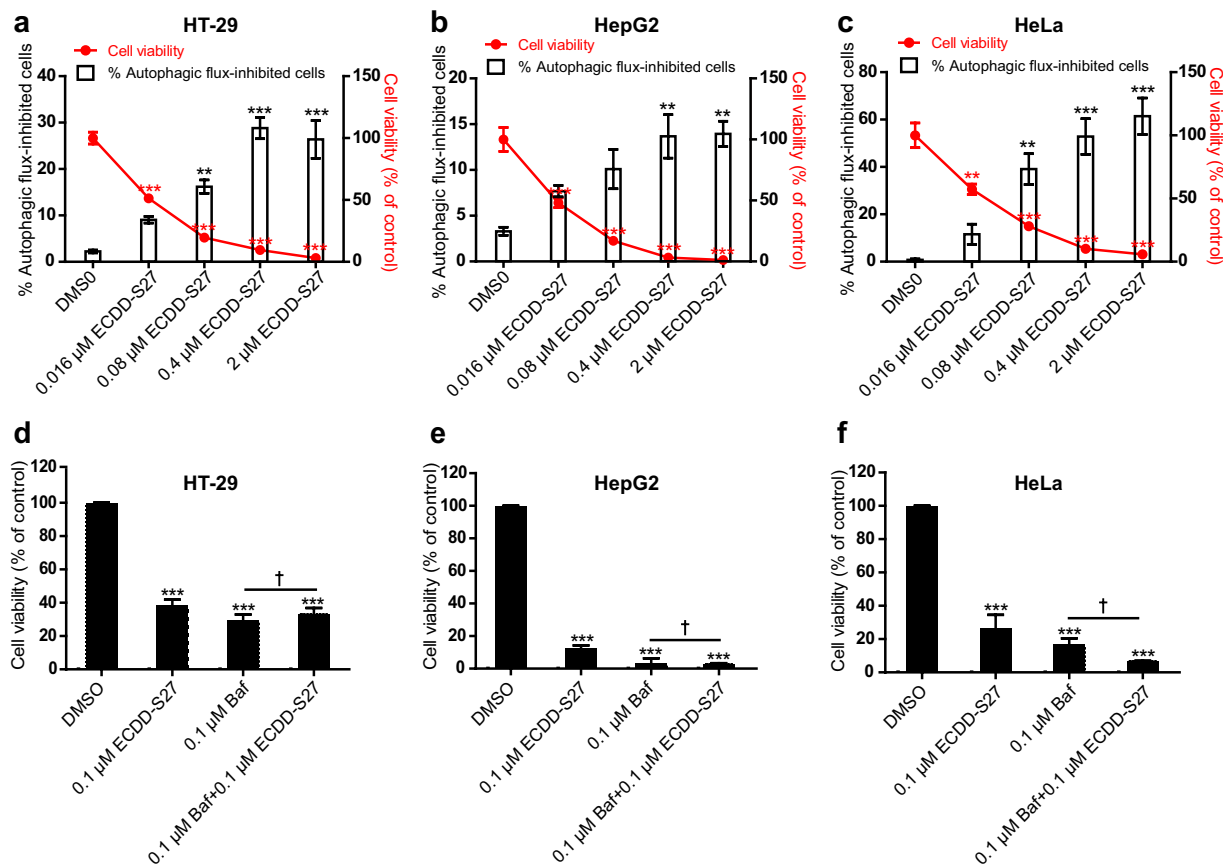 a
HT-29
Cell viability
% Autophagic flux-inhibited cells
% Autophagic flux-inhibited cells
Cell viability (% of control)
40
30
20
10
0
150
100
50
0
***
**
***
***
***
***
***
***
DMS0
0.016 µM ECDD-S27
0.08 µM ECDD-S27
0.4 µM ECDD-S27
2 µM ECDD-S27
b
HepG2
Cell viability
% Autophagic flux-inhibited cells
% Autophagic flux-inhibited cells
Cell viability (% of control)
20
15
10
5
0
150
100
50
0
**
**
***
***
***
***
DMS0
0.016 µM ECDD-S27
0.08 µM ECDD-S27
0.4 µM ECDD-S27
2 µM ECDD-S27
c
HeLa
Cell viability
% Autophagic flux-inhibited cells
% Autophagic flux-inhibited cells
Cell viability (% of control)
80
60
40
20
0
150
100
50
0
**
**
***
***
***
***
***
DMS0
0.016 µM ECDD-S27
0.08 µM ECDD-S27
0.4 µM ECDD-S27
2 µM ECDD-S27
d
HT-29
Cell viability (% of control)
120
100
80
60
40
20
0
***
***
†
***
DMSO
0.1 µM ECDD-S27
0.1 µM Baf
0.1 µM Baf+0.1 µM ECDD-S27
e
HepG2
Cell viability (% of control)
120
100
80
60
40
20
0
***
***
†
***
DMSO
0.1 µM ECDD-S27
0.1 µM Baf
0.1 µM Baf+0.1 µM ECDD-S27
f
HeLa
Cell viability (% of control)
120
100
80
60
40
20
0
***
***
†
***
DMSO
0.1 µM ECDD-S27
0.1 µM Baf
0.1 µM Baf+0.1 µM ECDD-S27